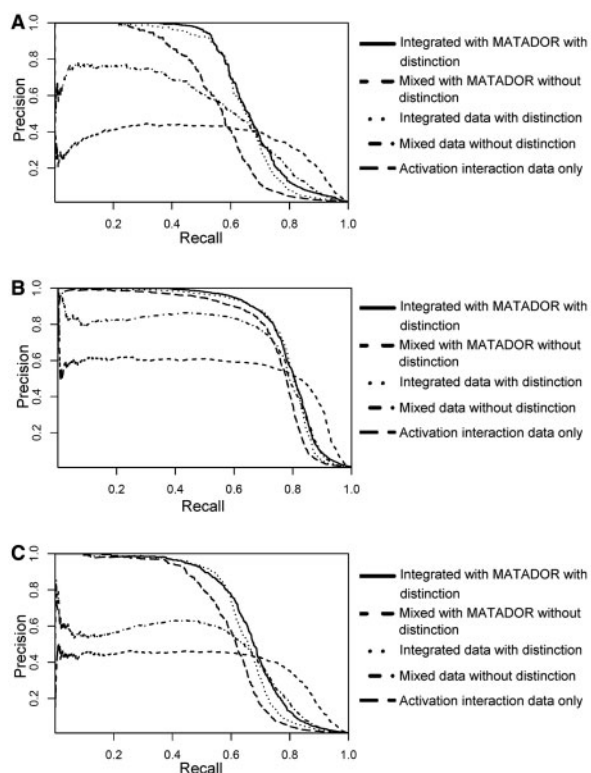 A
1.0
0.8
0.6
0.4
0.2
Precision
0.2 0.4 0.6 0.8 1.0
Recall
Integrated with MATADOR with
distinction
Mixed with MATADOR without
distinction
Integrated data with distinction
Mixed data without distinction
Activation interaction data only
B
1.0
0.8
0.6
0.4
0.2
Precision
0.2 0.4 0.6 0.8 1.0
Recall
Integrated with MATADOR with
distinction
Mixed with MATADOR without
distinction
Integrated data with distinction
Mixed data without distinction
Activation interaction data only
C
1.0
0.8
0.6
0.4
0.2
Precision
0.2 0.4 0.6 0.8 1.0
Recall
Integrated with MATADOR with
distinction
Mixed with MATADOR without
distinction
Integrated data with distinction
Mixed data without distinction
Activation interaction data only